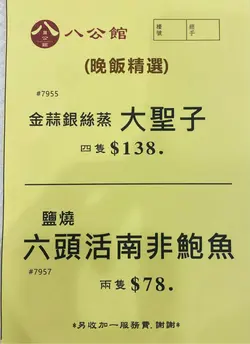 八公館
經手
檯號
(晚飯精選)
#7955
金蒜銀絲蒸 大聖子
四隻 $138.
鹽燒
六頭活南非鮑魚
#7957
兩隻 $78.
*另收加一服務費.謝謝*